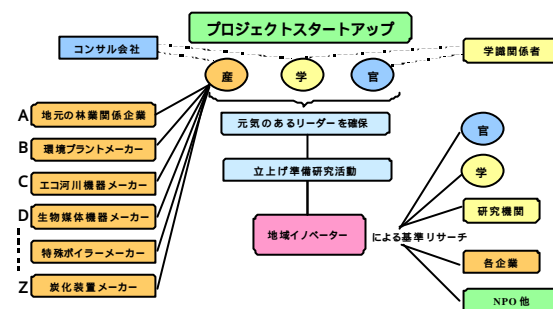 プロジェクトスタートアップ
コンサル会社
学識関係者
産
学
官
A 地元の林業関係企業
B 環境プラントメーカー
C エコ河川機器メーカー
D 生物媒体機器メーカー
特殊ボイラーメーカー
Z 炭化装置メーカー
元気のあるリーダーを確保
立上げ準備研究活動
地域イノベーター
による基準リサーチ
官
学
研究機関
各企業
NPO 他